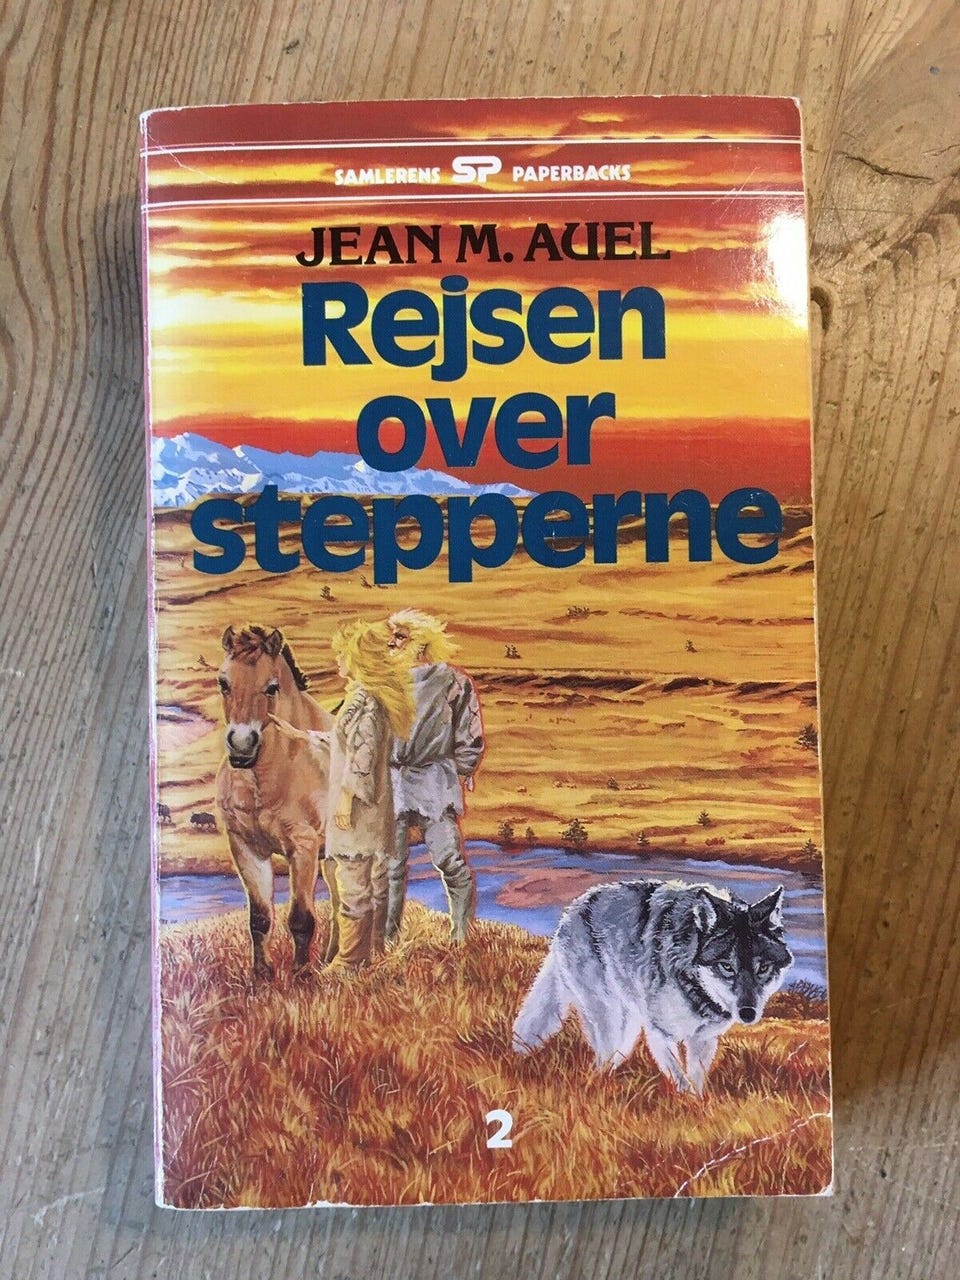 SAMLERENS SP PAPERBACKS
JEAN M. AUEL
Rejsen
over
stepperne
2